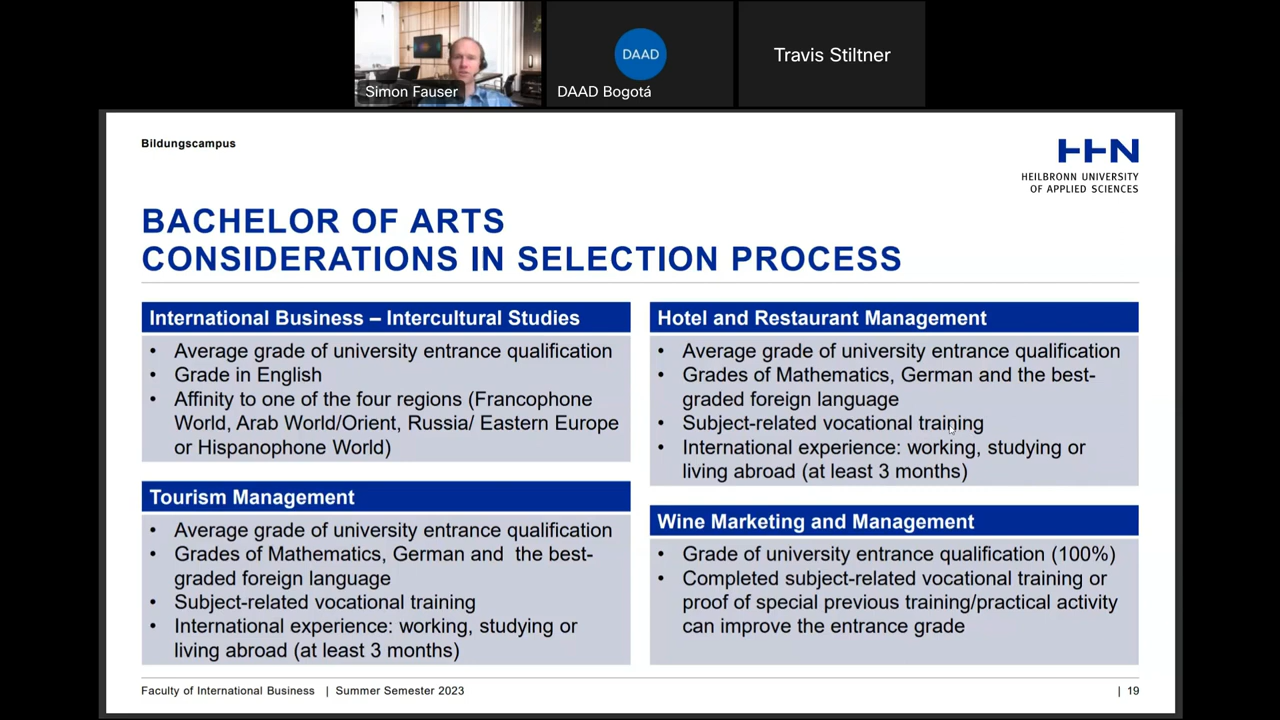 DAAD
Travis Stiltner
Simon Fauser
DAAD Bogotá
Bildungscampus
HHN
HEILBRONN UNIVERSITY
OF APPLIED SCIENCES
BACHELOR OF ARTS
CONSIDERATIONS IN SELECTION PROCESS
International Business – Intercultural Studies
• Average grade of university entrance qualification
• Grade in English
• Affinity to one of the four regions (Francophone
World, Arab World/Orient, Russia/ Eastern Europe
or Hispanophone World)
Tourism Management
• Average grade of university entrance qualification
• Grades of Mathematics, German and the best-
graded foreign language
• Subject-related vocational training
• International experience: working, studying or
living abroad (at least 3 months)
Hotel and Restaurant Management
• Average grade of university entrance qualification
• Grades of Mathematics, German and the best-
graded foreign language
• Subject-related vocational training
• International experience: working, studying or
living abroad (at least 3 months)
Wine Marketing and Management
• Grade of university entrance qualification (100%)
• Completed subject-related vocational training or
proof of special previous training/practical activity
can improve the entrance grade
Faculty of International Business | Summer Semester 2023
| 19